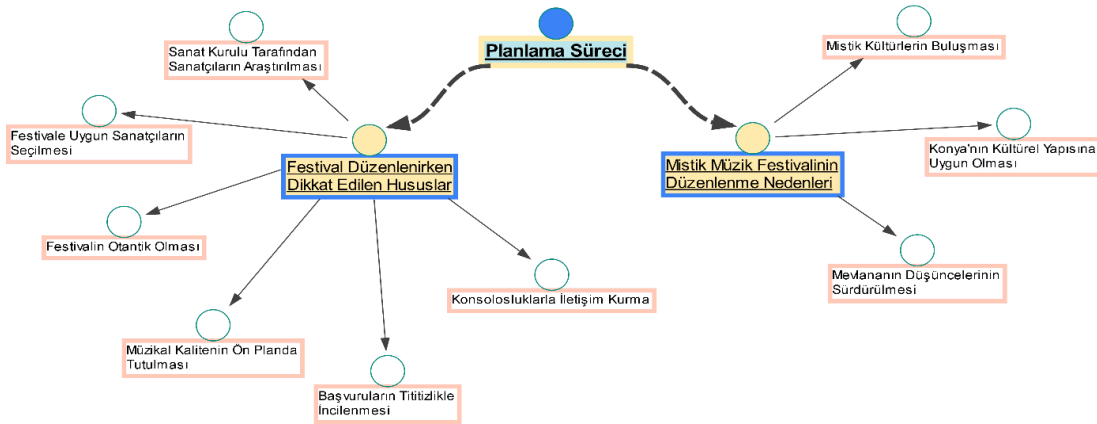 Planlama Süreci
Sanat Kurulu Tarafından
Sanatçıların Araştırılması
Festivale Uygun Sanatçıların
Seçilmesi
Festival Düzenlenirken
Dikkat Edilen Hususlar
Festivalin Otantik Olması
Müzikal Kalitenin Ön Planda
Tutulması
Başvuruların Tititizlikle
İncilenmesi
Konsolosluklarla İletişim Kurma
Mistik Kültürlerin Buluşması
Konya'nın Kültürel Yapısına
Uygun Olması
Mistik Müzik Festivalinin
Düzenlenme Nedenleri
Mevlananın Düşüncelerinin
Sürdürülmesi